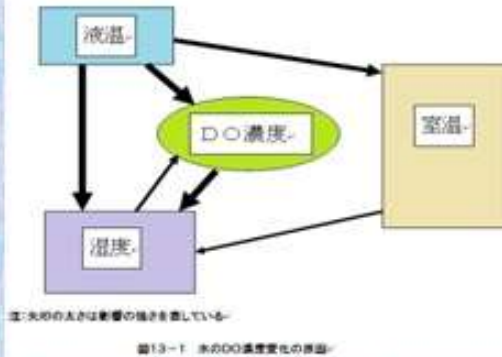 液温
DO濃度
室温
湿度
注:矢印の太さは影響の強さを表している
図13-1 水のDO濃度変化の原因